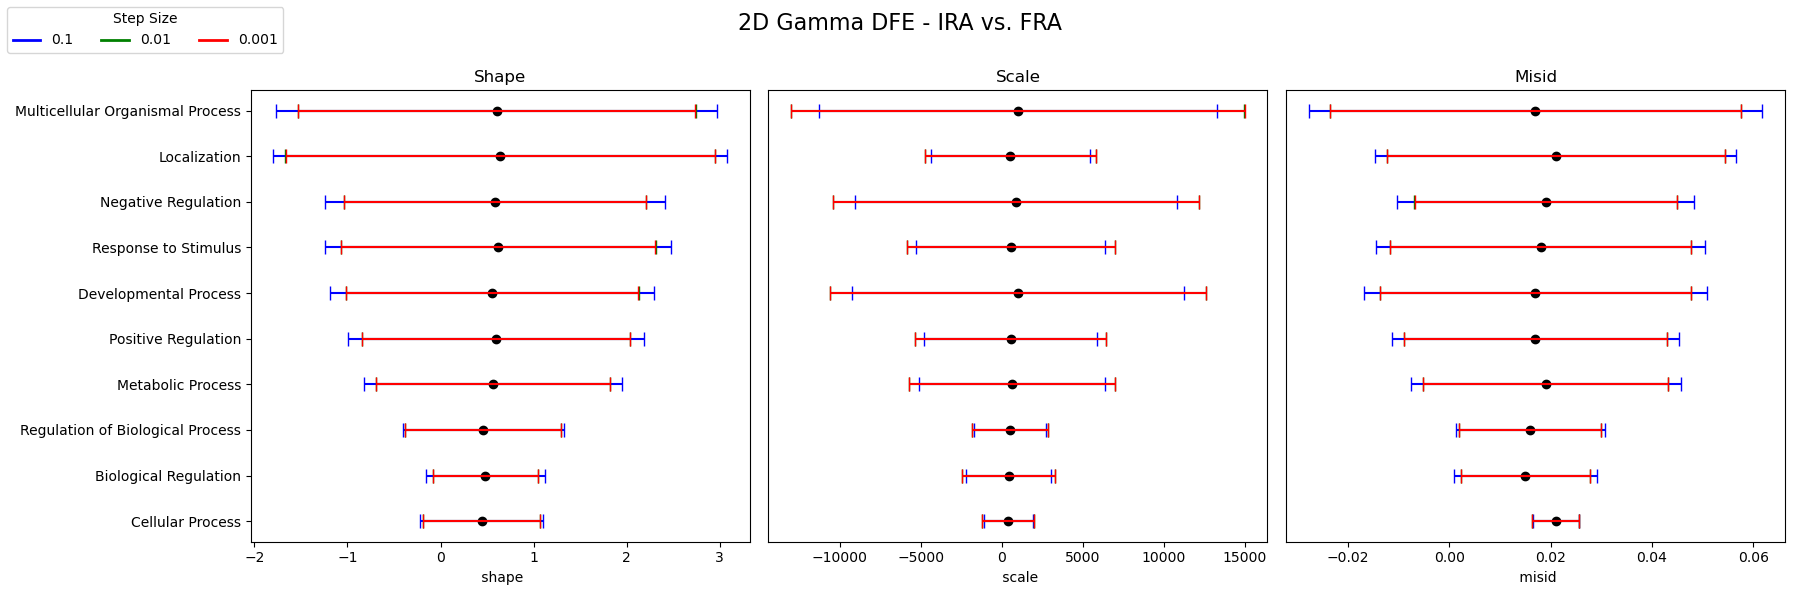 2D Gamma DFE - IRA vs. FRA
Step Size
0.1 0.01 0.001
Shape Scale Misid
Multicellular Organismal Process
Localization
Negative Regulation
Response to Stimulus
Developmental Process
Positive Regulation
Metabolic Process
Regulation of Biological Process
Biological Regulation
Cellular Process
−2 −1 0 1 2 3
shape
−10000 −5000 0 5000 10000 15000
scale
−0.02 0.00 0.02 0.04 0.06
misid